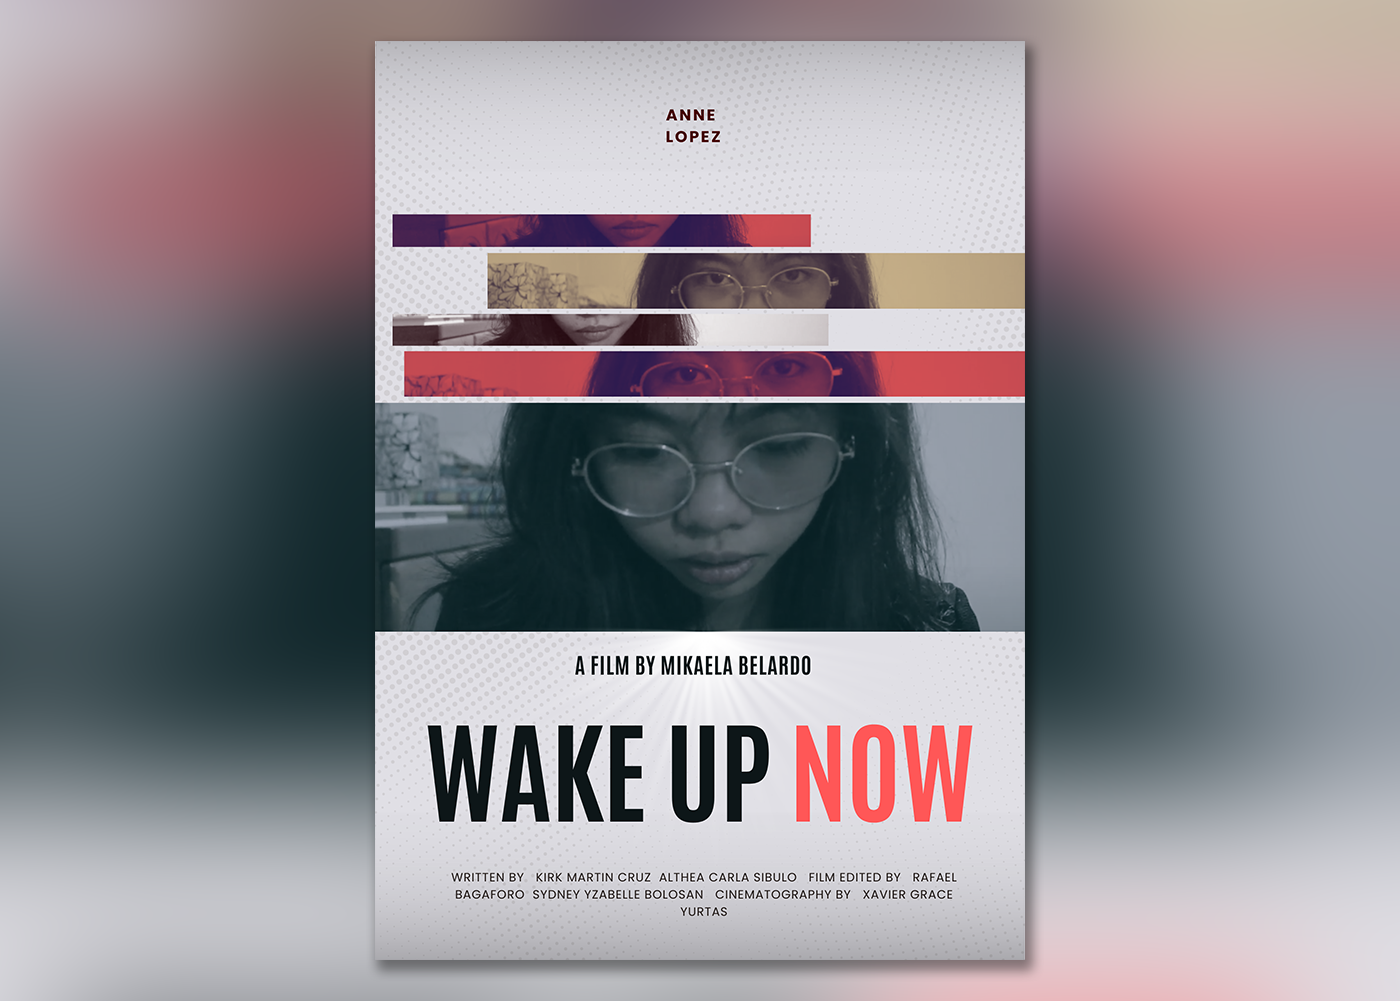 ANNE
LOPEZ
A FILM BY MIKAELA BELARDO
WAKE UP NOW
WRITTEN BY KIRK MARTIN CRUZ ALTHEA CARLA SIBULO FILM EDITED BY RAFAEL
BAGAFORO SYDNEY YZABELLE BOLOSAN CINEMATOGRAPHY BY XAVIER GRACE
YURTAS